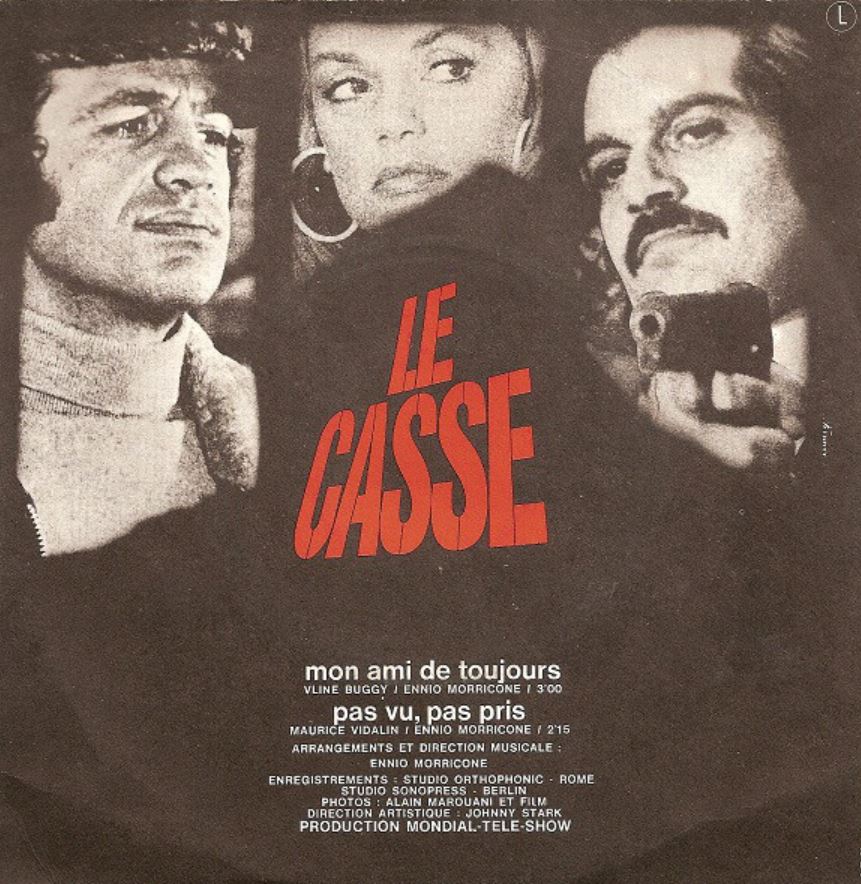 L
LE
CASSE
mon ami de toujours
VLINE BUGGY / ENNIO MORRICONE / 3'00
pas vu, pas pris
MAURICE VIDALIN / ENNIO MORRICONE / 2'15
ARRANGEMENTS ET DIRECTION MUSICALE :
ENNIO MORRICONE
ENREGISTREMENTS : STUDIO ORTHOPHONIC - ROME
STUDIO SONOPRESS - BERLIN
PHOTOS : ALAIN MAROUANI ET FILM
DIRECTION ARTISTIQUE : JOHNNY STARK
PRODUCTION MONDIAL-TELE-SHOW